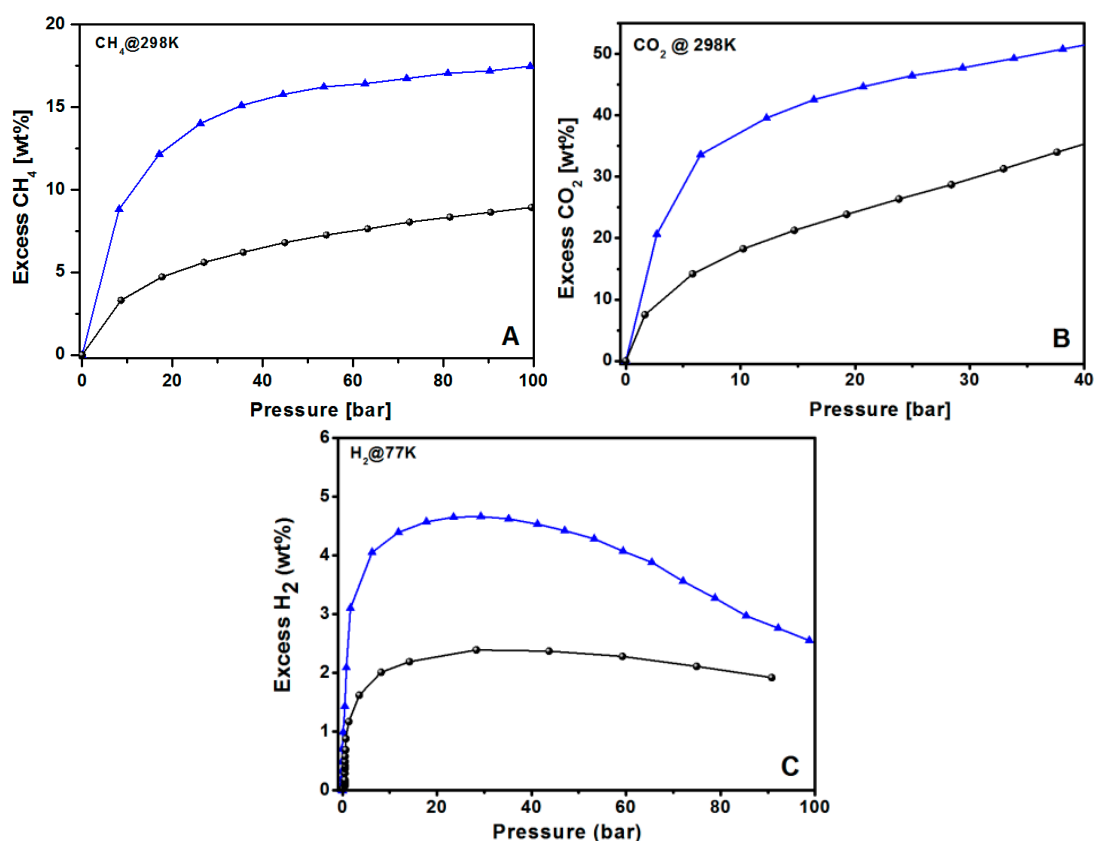 CH4@298K
Excess CH4 [wt%]
20
15
10
5
0
A
0 20 40 60 80 100
Pressure [bar]
CO2 @ 298K
Excess CO2 [wt%]
50
40
30
20
10
0
B
0 10 20 30 40
Pressure [bar]
H2@77K
Excess H2 (wt%)
6
5
4
3
2
1
0
C
0 20 40 60 80 100
Pressure (bar)